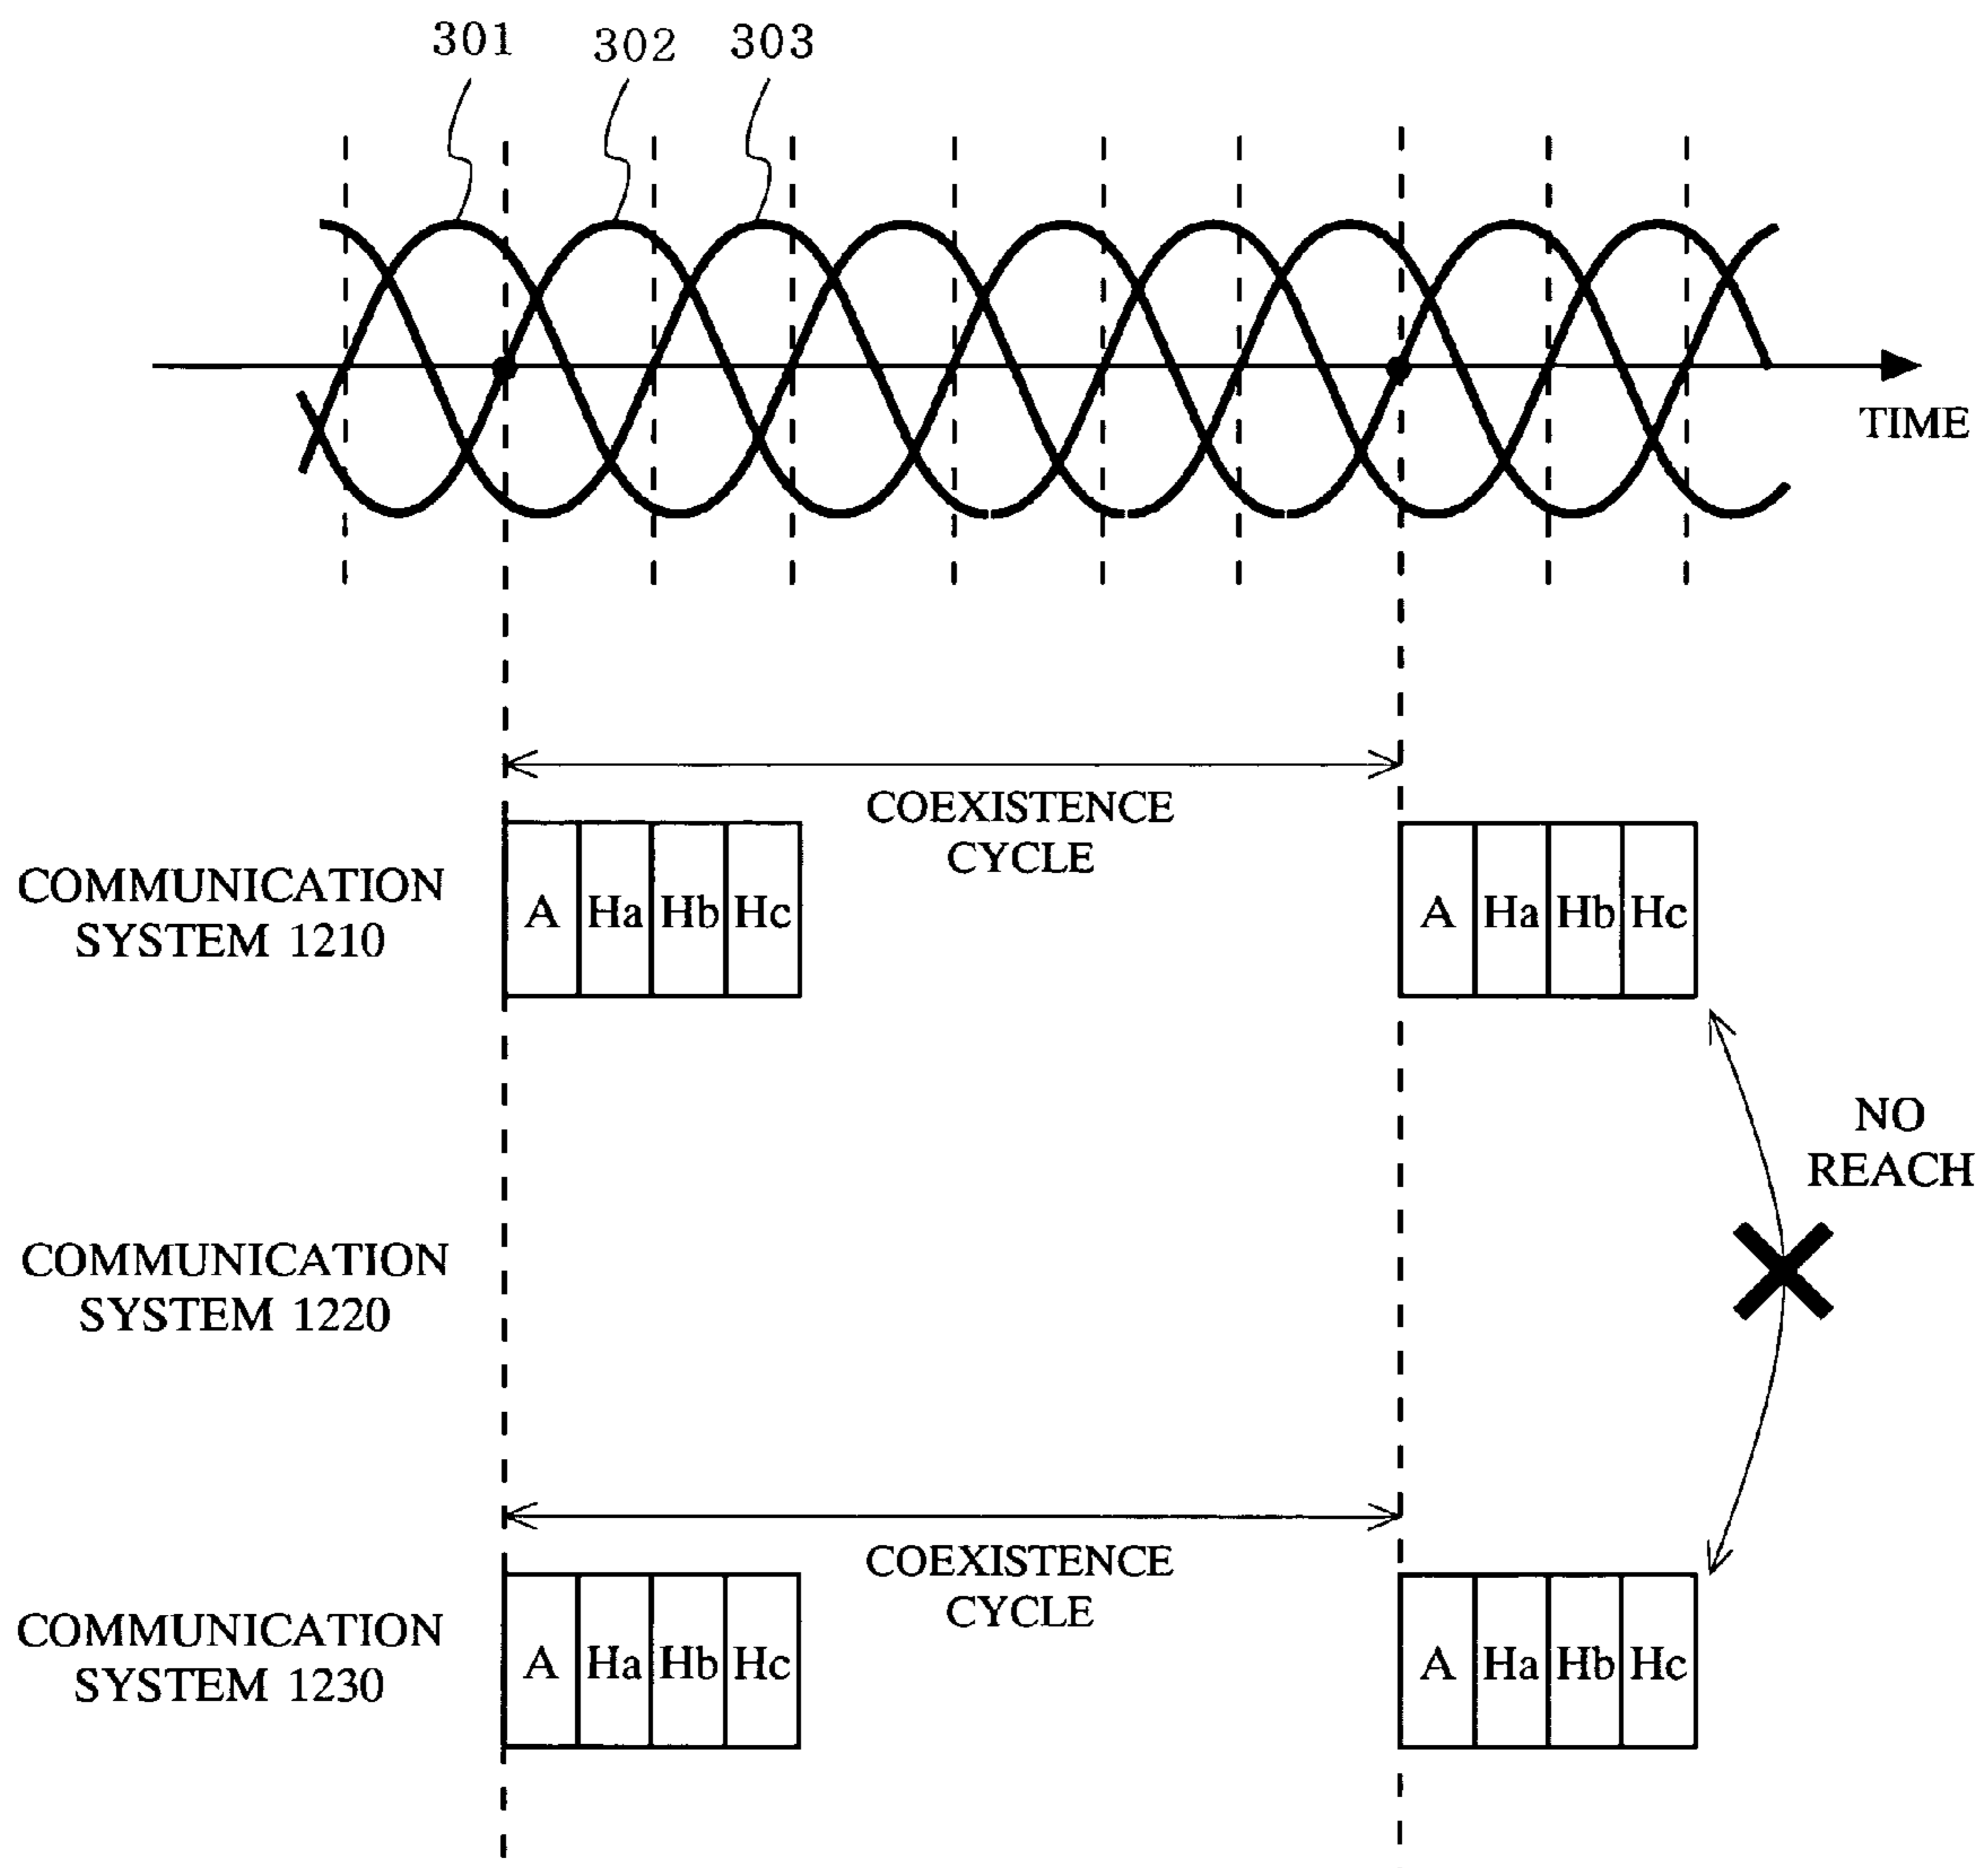 301
302
303
TIME
COEXISTENCE
CYCLE
COMMUNICATION
SYSTEM 1210
A Ha Hb Hc
A Ha Hb Hc
NO
REACH
COMMUNICATION
SYSTEM 1220
COEXISTENCE
CYCLE
COMMUNICATION
SYSTEM 1230
A Ha Hb Hc
A Ha Hb Hc